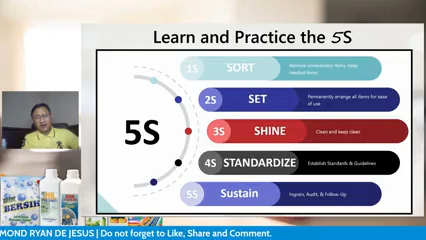 Learn and Practice the 5S
5S
1S SORT
Remove unnecessary items, keep
needed items
2S SET
Permanently arrange all items for ease
of use
3S SHINE
Clean and keep clean
4S STANDARDIZE
Establish Standards & Guidelines
5S Sustain
Ingrain, Audit, & Follow-Up
BERSIH
MOND RYAN DE JESUS | Do not forget to Like, Share and Comment.